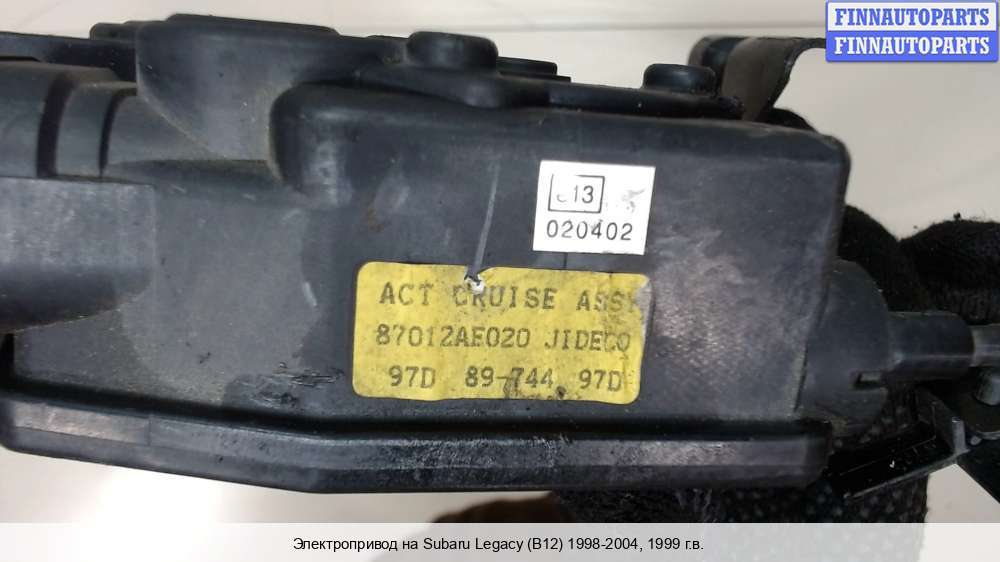 FINNAUTOPARTS
FINNAUTOPARTS
e13
020402
ACT CRUISE ASSY
87012AE020 JIDECO
97D 89-744 97D
Электропривод на Subaru Legacy (B12) 1998-2004, 1999 г.в.